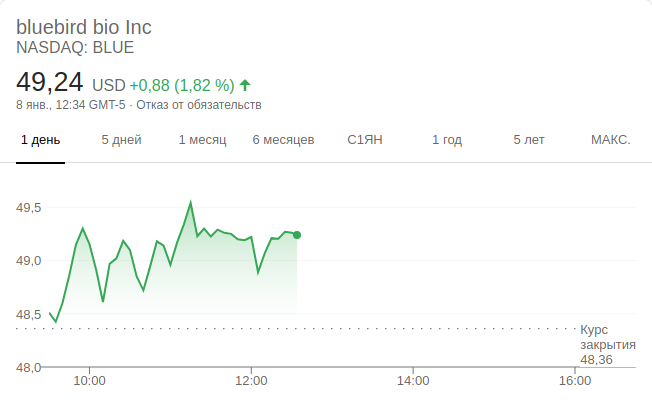 bluebird bio Inc
NASDAQ: BLUE
49,24 USD +0,88 (1,82 %)
8 янв., 12:34 GMT-5 · Отказ от обязательств
1 день 5 дней 1 месяц 6 месяцев С1ЯН 1 год 5 лет МАКС.
49,5
49,0
48,5
Курс
закрытия
48,36
48,0
10:00 12:00 14:00 16:00